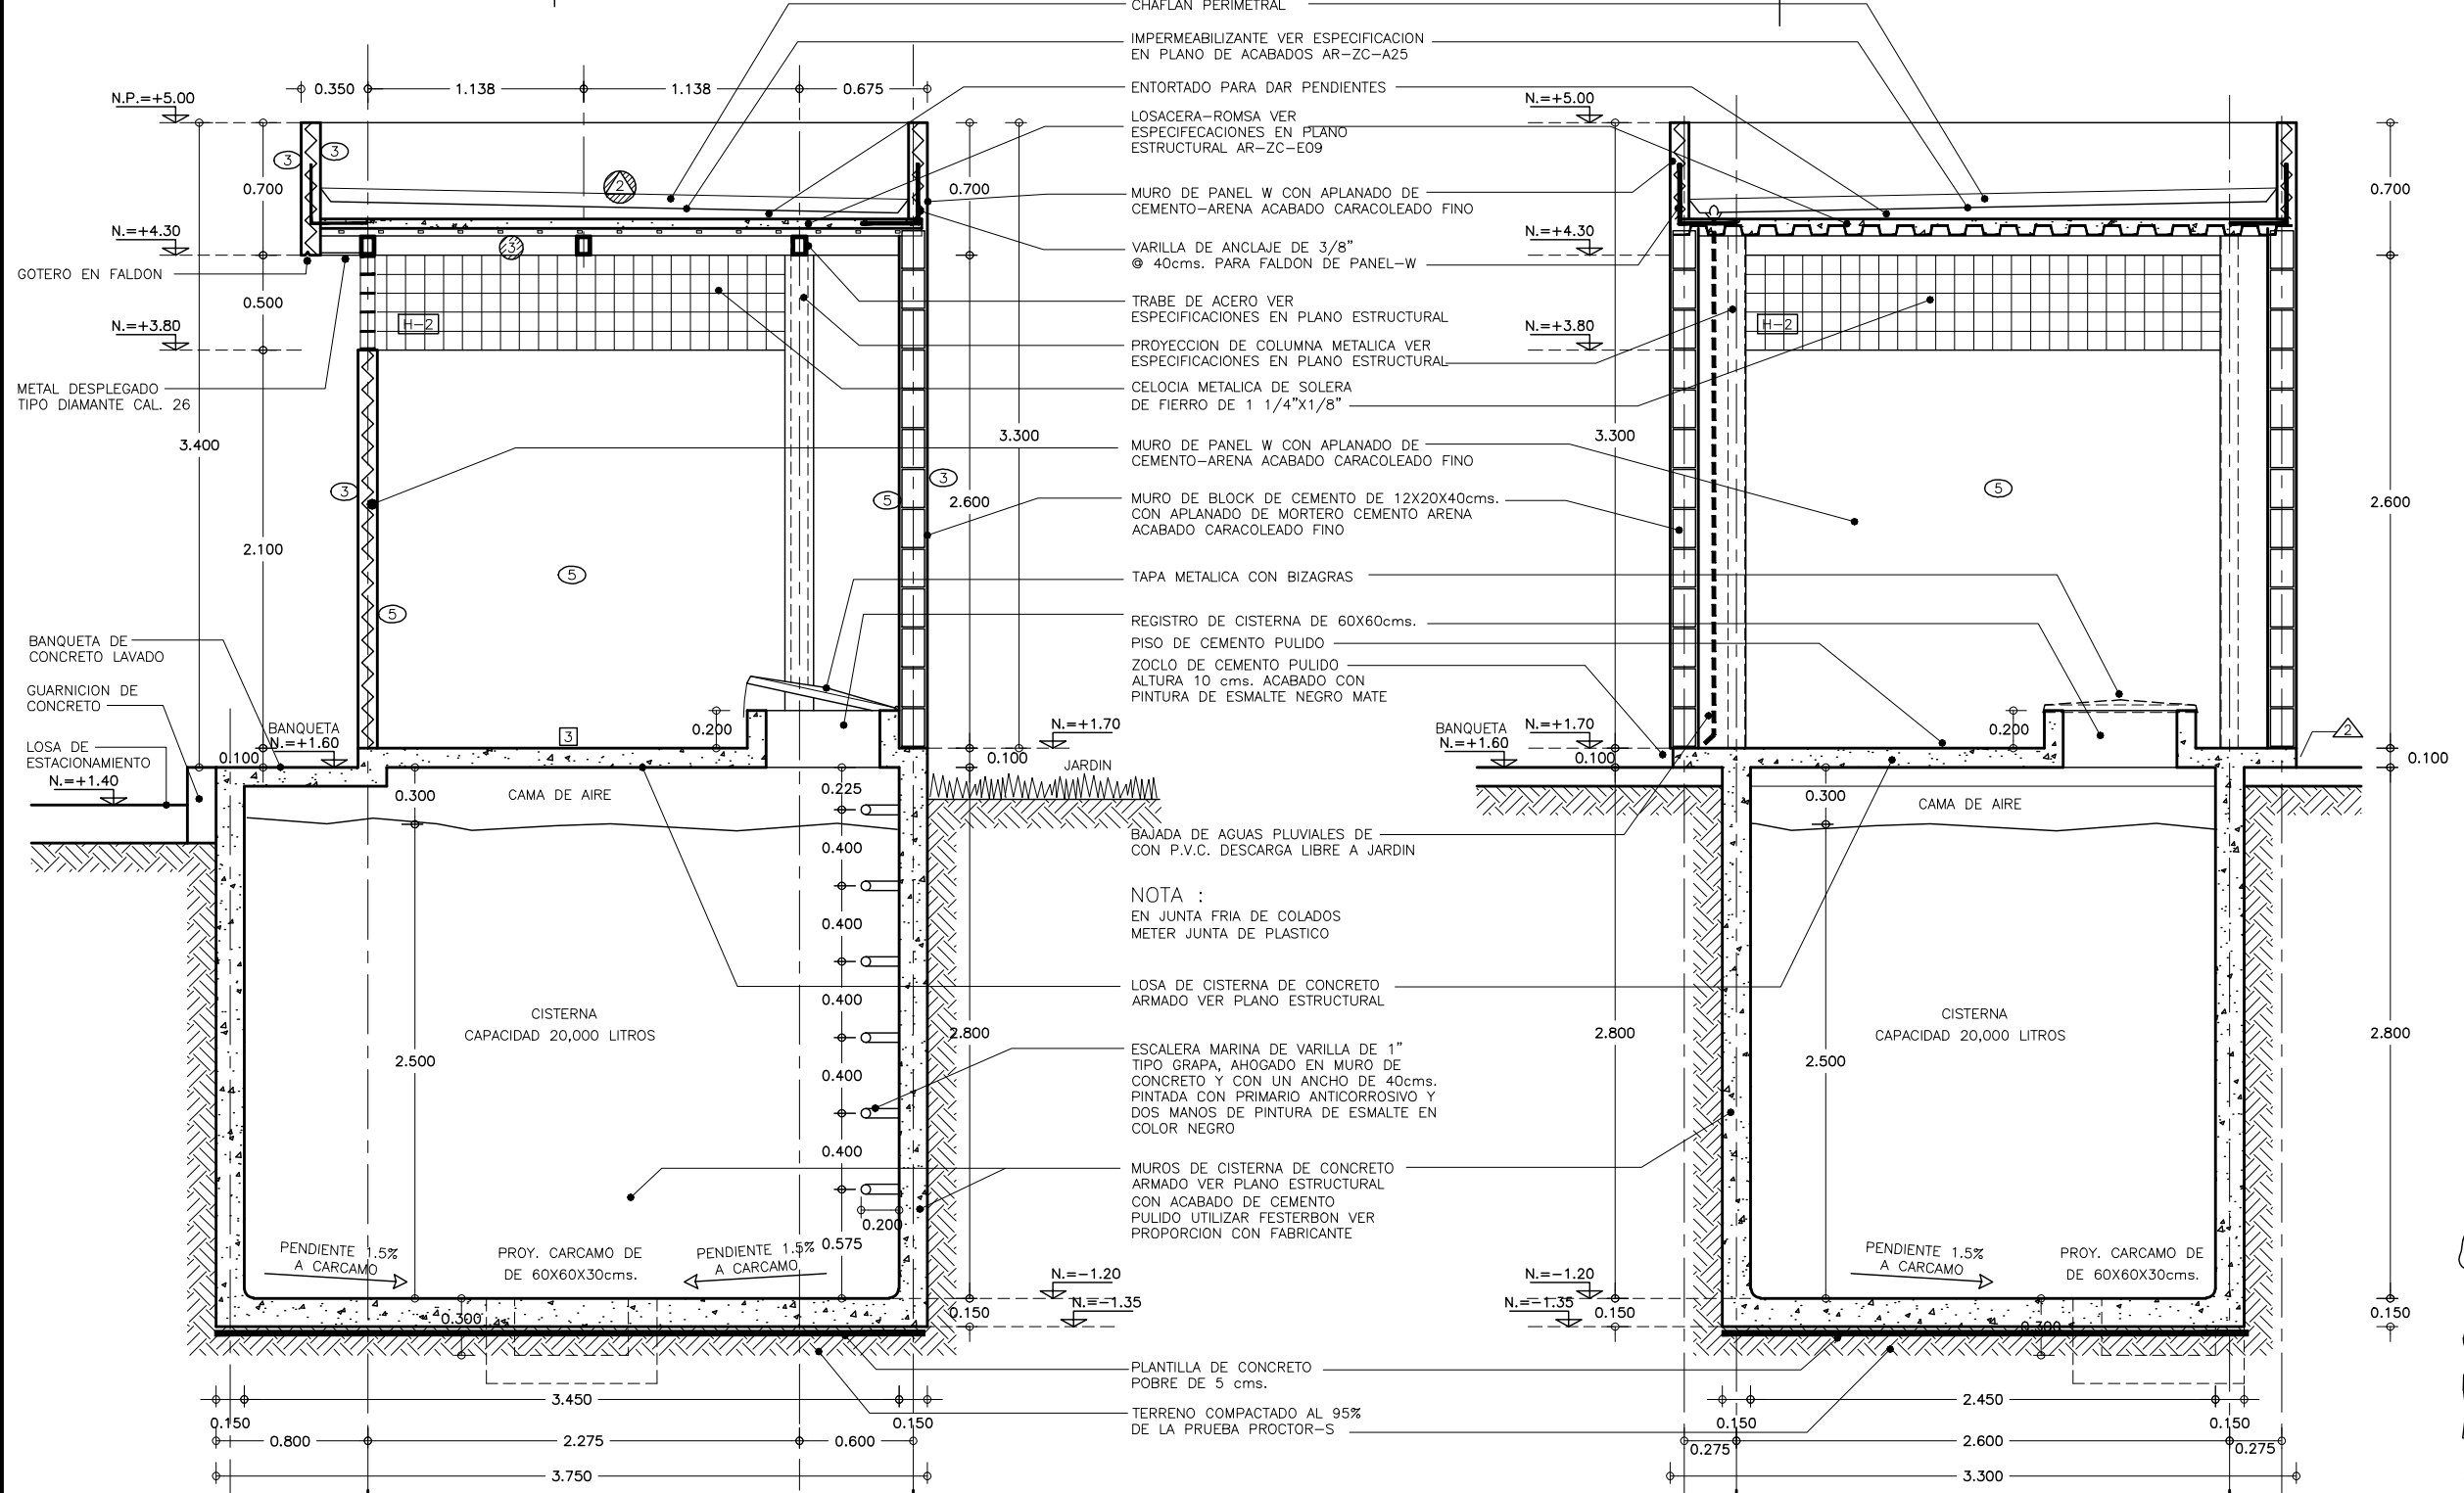 CHAFLAN PERIMETRAL
IMPERMEABILIZANTE VER ESPECIFICACION
EN PLANO DE ACABADOS AR-ZC-A25
ENTORTADO PARA DAR PENDIENTES
LOSACERA-ROMSA VER
ESPECIFECACIONES EN PLANO
ESTRUCTURAL AR-ZC-E09
MURO DE PANEL W CON APLANADO DE
CEMENTO-ARENA ACABADO CARACOLEADO FINO
VARILLA DE ANCLAJE DE 3/8"
@ 40cms. PARA FALDON DE PANEL-W
TRABE DE ACERO VER
ESPECIFICACIONES EN PLANO ESTRUCTURAL
PROYECCION DE COLUMNA METALICA VER
ESPECIFICACIONES EN PLANO ESTRUCTURAL
CELOCIA METALICA DE SOLERA
DE FIERRO DE 1 1/4"X1/8"
MURO DE PANEL W CON APLANADO DE
CEMENTO-ARENA ACABADO CARACOLEADO FINO
MURO DE BLOCK DE CEMENTO DE 12X20X40cms.
CON APLANADO DE MORTERO CEMENTO ARENA
ACABADO CARACOLEADO FINO
TAPA METALICA CON BIZAGRAS
REGISTRO DE CISTERNA DE 60X60cms.
PISO DE CEMENTO PULIDO
ZOCLO DE CEMENTO PULIDO
ALTURA 10 cms. ACABADO CON
PINTURA DE ESMALTE NEGRO MATE
BAJADA DE AGUAS PLUVIALES DE
CON P.V.C. DESCARGA LIBRE A JARDIN
NOTA :
EN JUNTA FRIA DE COLADOS
METER JUNTA DE PLASTICO
LOSA DE CISTERNA DE CONCRETO
ARMADO VER PLANO ESTRUCTURAL
ESCALERA MARINA DE VARILLA DE 1"
TIPO GRAPA, AHOGADO EN MURO DE
CONCRETO Y CON UN ANCHO DE 40cms.
PINTADA CON PRIMARIO ANTICORROSIVO Y
DOS MANOS DE PINTURA DE ESMALTE EN
COLOR NEGRO
MUROS DE CISTERNA DE CONCRETO
ARMADO VER PLANO ESTRUCTURAL
CON ACABADO DE CEMENTO
PULIDO UTILIZAR FESTERBON VER
PROPORCION CON FABRICANTE
PLANTILLA DE CONCRETO
POBRE DE 5 cms.
TERRENO COMPACTADO AL 95%
DE LA PRUEBA PROCTOR-S
0.350 1.138 1.138 0.675
N.P.=+5.00
3 3
2
0.700 0.700
N.=+4.30
3
GOTERO EN FALDON
0.500
H-2
N.=+3.80
METAL DESPLEGADO
TIPO DIAMANTE CAL. 26
3.400
3.300
3
3
5
2.600
2.100
5
5
BANQUETA DE
CONCRETO LAVADO
GUARNICION DE
CONCRETO
BANQUETA
N.=+1.60
3
0.200
N.=+1.70
LOSA DE
ESTACIONAMIENTO
N.=+1.40
0.100
0.100
JARDIN
0.300
CAMA DE AIRE
0.225
0.400
0.400
0.400
0.400
0.400
CISTERNA
CAPACIDAD 20,000 LITROS
2.800
2.500
0.200
0.575
PENDIENTE 1.5%
A CARCAMO
PROY. CARCAMO DE
DE 60X60X30cms.
PENDIENTE 1.5%
A CARCAMO
N.=-1.20
N.=-1.35
0.150
0.300
3.450
0.150 0.150
0.800 2.275 0.600
3.750
N.=+5.00
0.700
N.=+4.30
N.=+3.80
H-2
3.300
2.600
5
BANQUETA
N.=+1.60
N.=+1.70
0.200
2
0.100
0.100
0.300
CAMA DE AIRE
CISTERNA
CAPACIDAD 20,000 LITROS
2.800
2.500
2.800
PENDIENTE 1.5%
A CARCAMO
PROY. CARCAMO DE
DE 60X60X30cms.
N.=-1.20
N.=-1.35
0.150
0.300
0.150
2.450
0.150 0.150
0.275 2.600 0.275
3.300